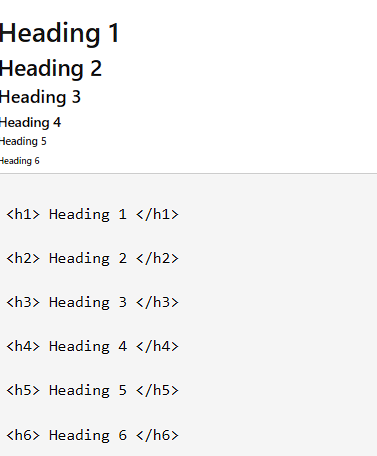 Heading 1
Heading 2
Heading 3
Heading 4
Heading 5
Heading 6
<h1> Heading 1 </h1>
<h2> Heading 2 </h2>
<h3> Heading 3 </h3>
<h4> Heading 4 </h4>
<h5> Heading 5 </h5>
<h6> Heading 6 </h6>